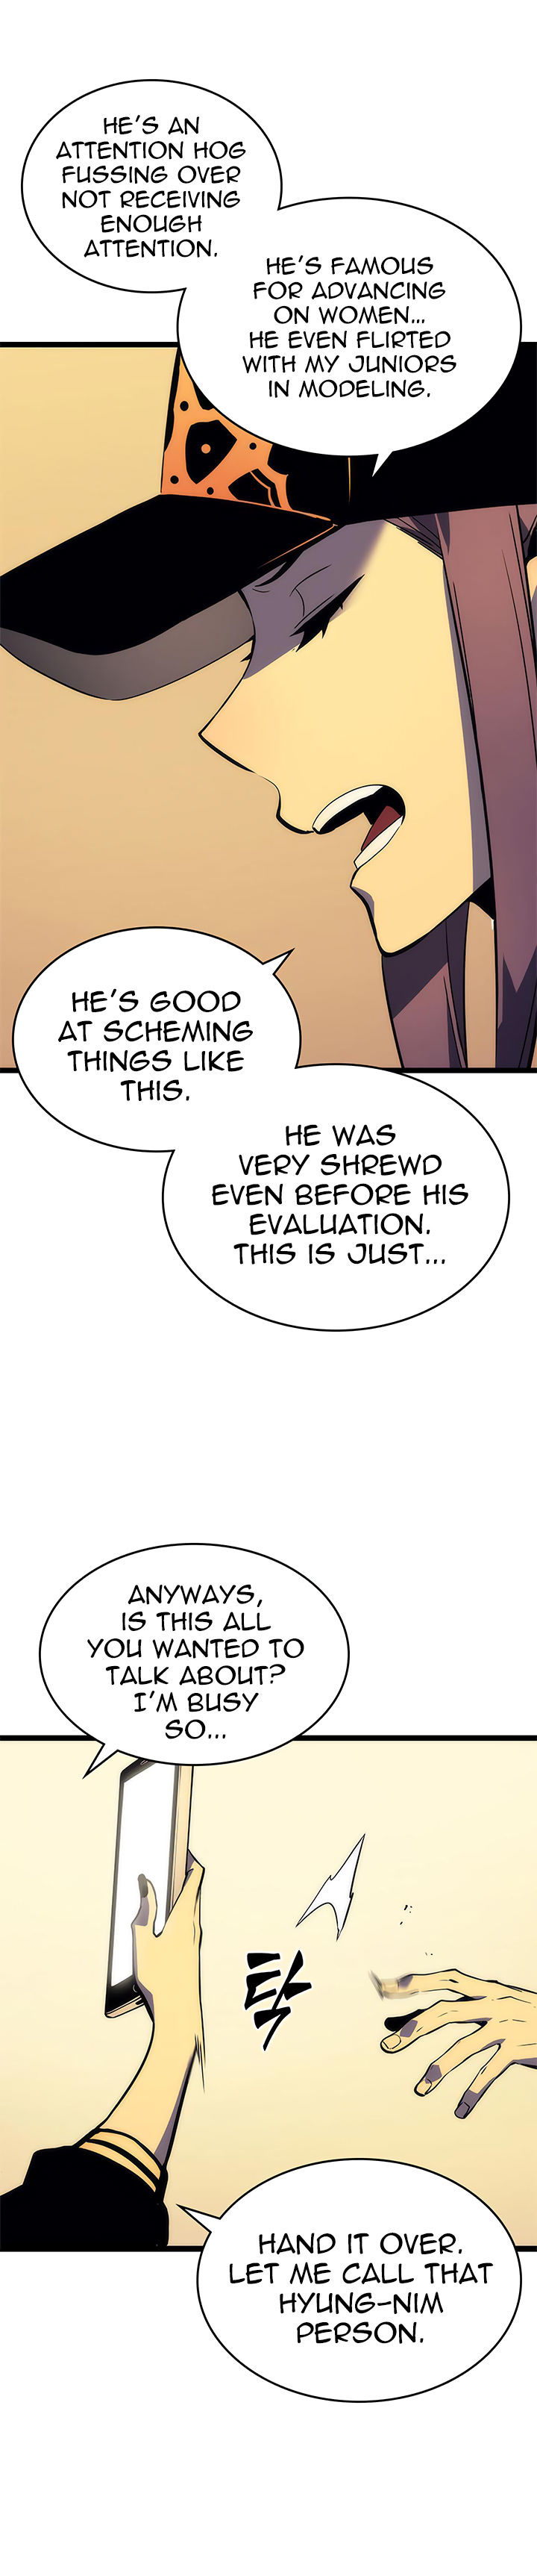 HE'S AN
ATTENTION HOG
FUSSING OVER
NOT RECEIVING
ENOUGH
ATTENTION.
HE'S FAMOUS
FOR ADVANCING
ON WOMEN...
HE EVEN FLIRTED
WITH MY JUNIORS
IN MODELING.
HE'S GOOD
AT SCHEMING
THINGS LIKE
THIS.
HE WAS
VERY SHREWD
EVEN BEFORE HIS
EVALUATION.
THIS IS JUST...
ANYWAYS,
IS THIS ALL
YOU WANTED TO
TALK ABOUT?
I'M BUSY
SO...
탁
HAND IT OVER.
LET ME CALL THAT
HYUNG-NIM
PERSON.